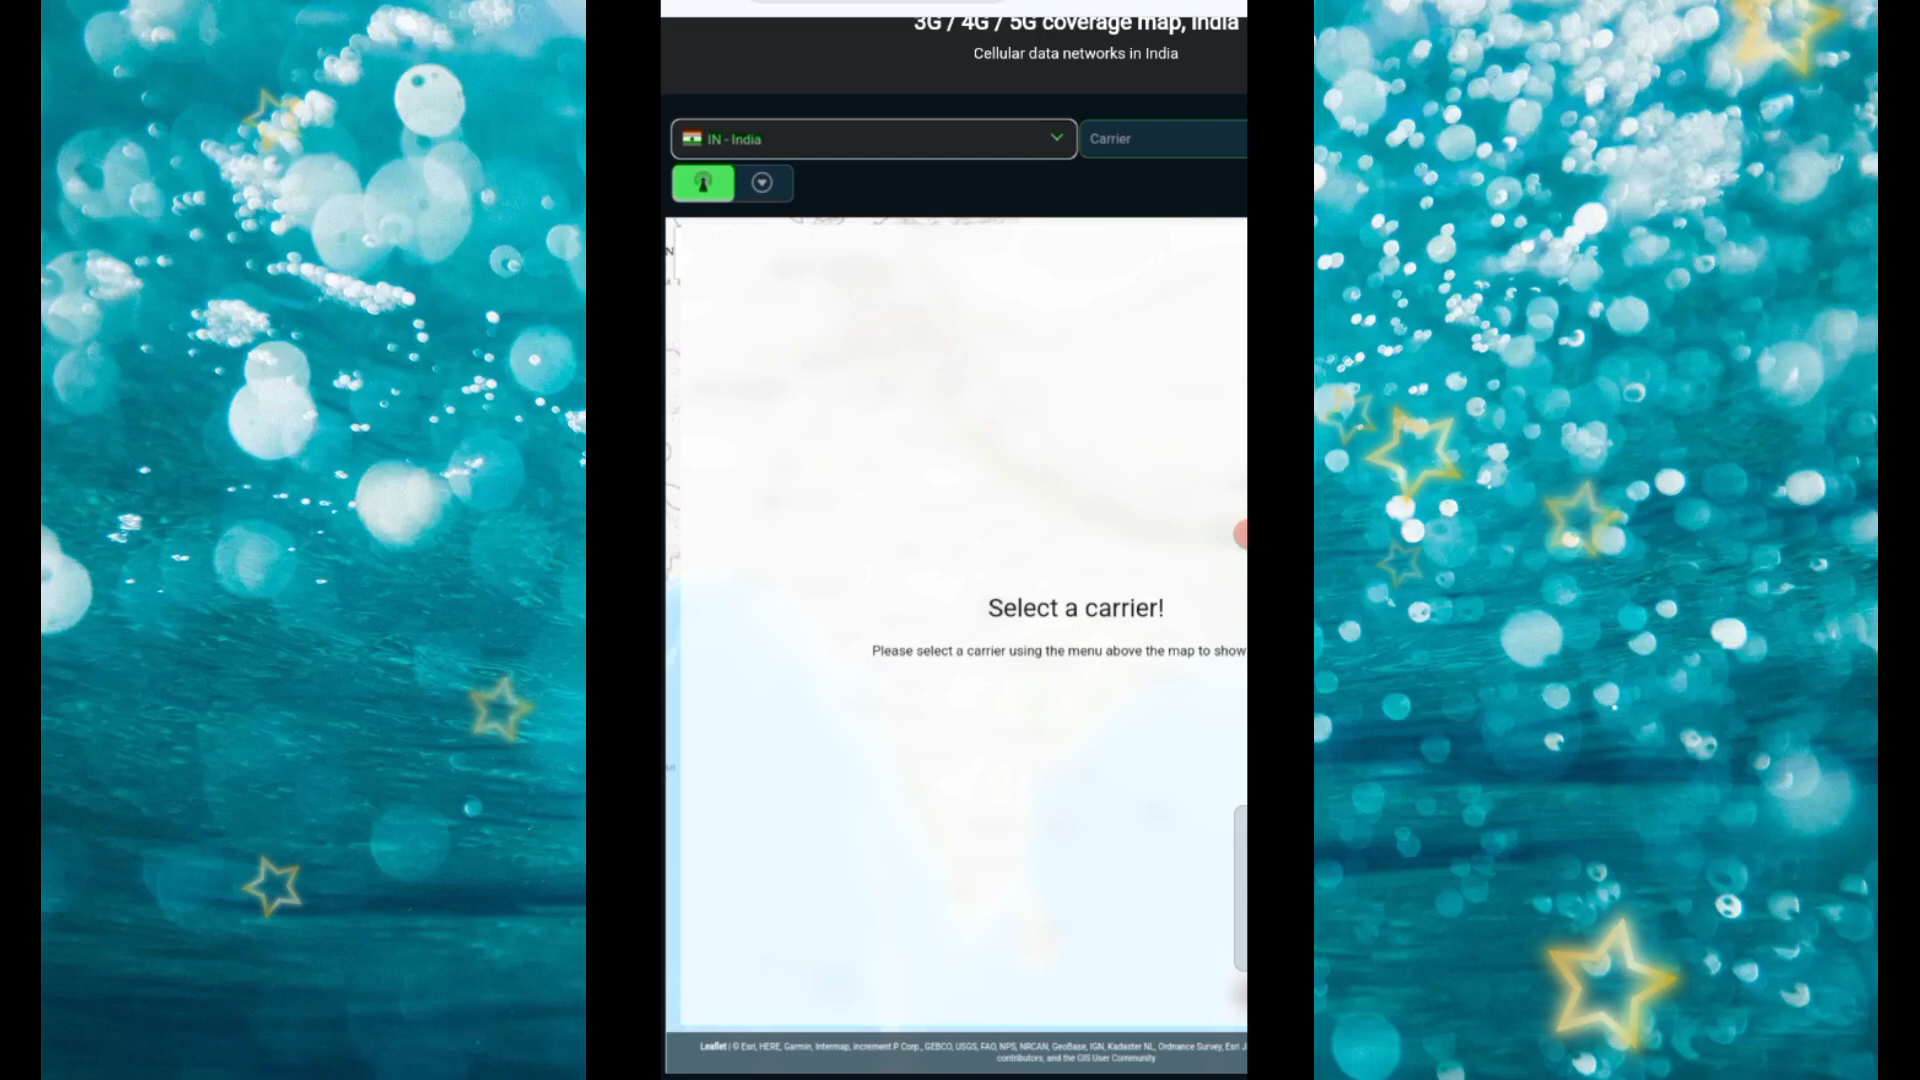 3G / 4G / 5G coverage map, India
Cellular data networks in India
IN - India
Carrier
N
Select a carrier!
Please select a carrier using the menu above the map to show
Leaflet | © Esri, HERE, Garmin, Intermap, increment P Corp., GEBCO, USGS, FAO, NPS, NRCAN, GeoBase, IGN, Kadaster NL, Ordnance Survey, Esri J
contributors, and the GIS User Community